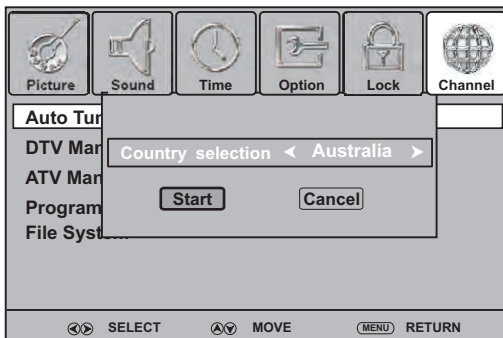 Picture Sound Time Option Lock Channel
Auto Tun
DTV Man
Country selection Australia
ATV Man
Start Cancel
Program
File Syst
SELECT MOVE MENU RETURN